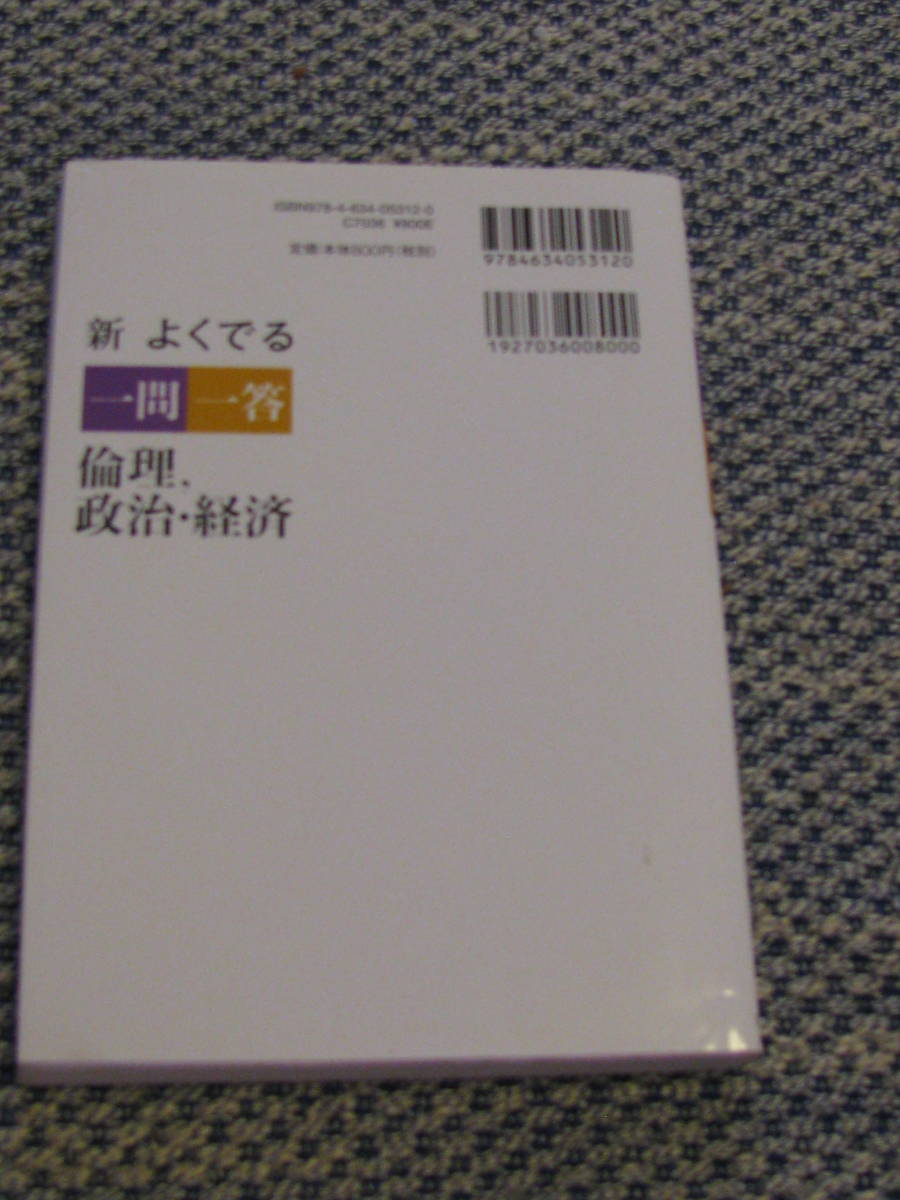 ISBN978-4-634-05312-0
C7036 ¥800E
定価:本体800円(税別)
9784634053120
1927036008000
新 よくでる
一問一答
倫理、
政治・経済